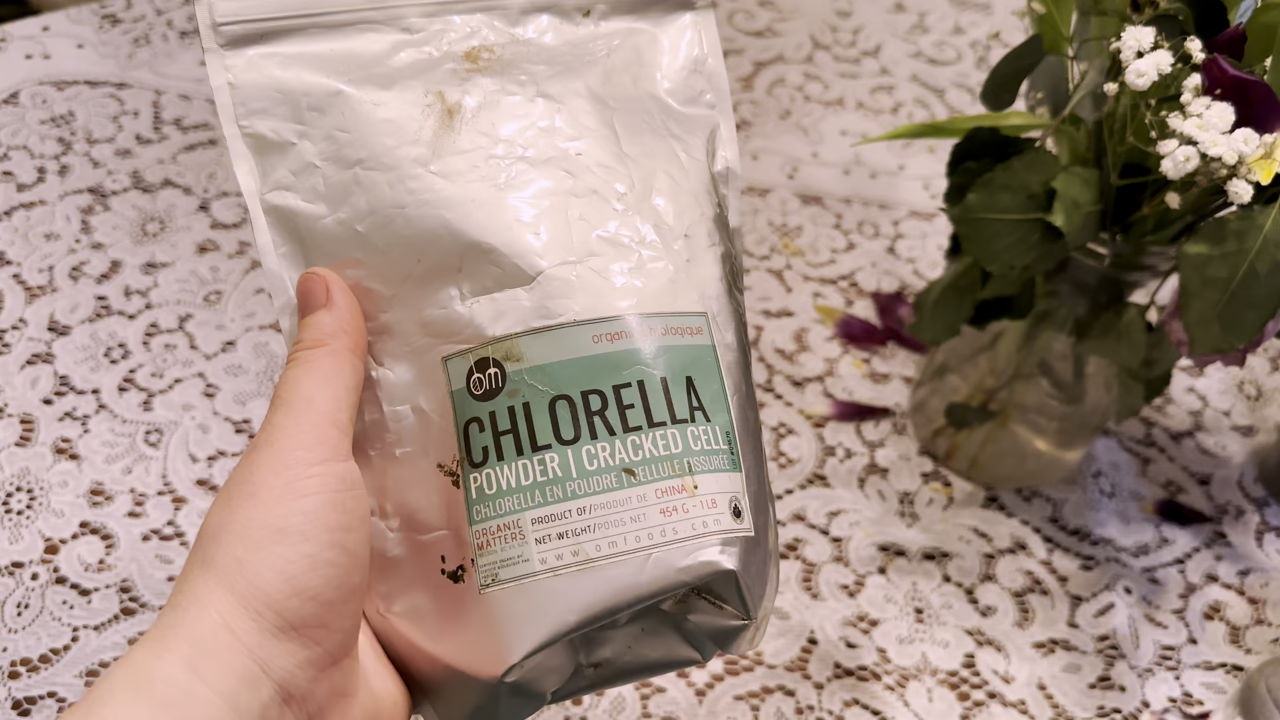 organic
om
CHLORELLA
POWDER | CRACKED CELL
CHLORELLA EN POUDRE | CELLULE FISSURÉE
ORGANIC
MATTERS
PRODUCT OF/PRODUIT DE CHINA
NET WEIGHT/POIDS NET 454 G - 1 LB
www.omfoods.com